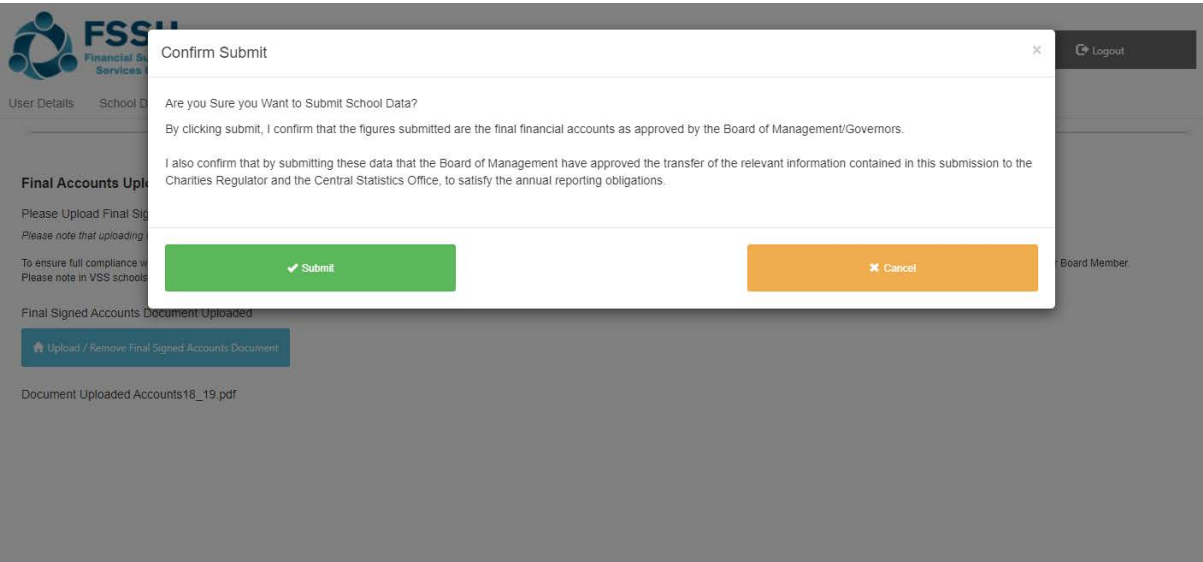 FSSU
Financial Su
Services
Confirm Submit
×
Logout
User Details School D
Are you Sure you Want to Submit School Data?
By clicking submit, I confirm that the figures submitted are the final financial accounts as approved by the Board of Management/Governors.
I also confirm that by submitting these data that the Board of Management have approved the transfer of the relevant information contained in this submission to the
Charities Regulator and the Central Statistics Office, to satisfy the annual reporting obligations.
Submit
Cancel
Final Accounts Uplo
Please Upload Final Sig
Please note that uploading
To ensure full compliance w
r Board Member.
Please note in VSS schools
Final Signed Accounts Document Uploaded
Upload / Remove Final Signed Accounts Document
Document Uploaded Accounts18_19.pdf